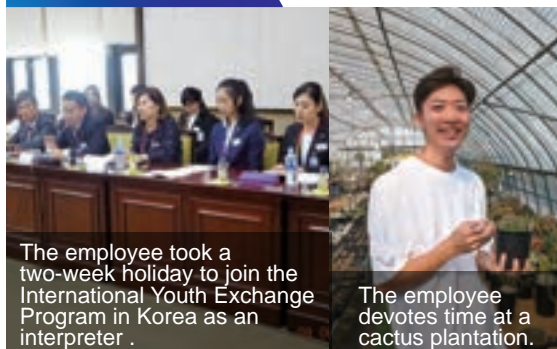 The employee took a
two-week holiday to join the
International Youth Exchange
Program in Korea as an
interpreter .
The employee
devotes time at a
cactus plantation.